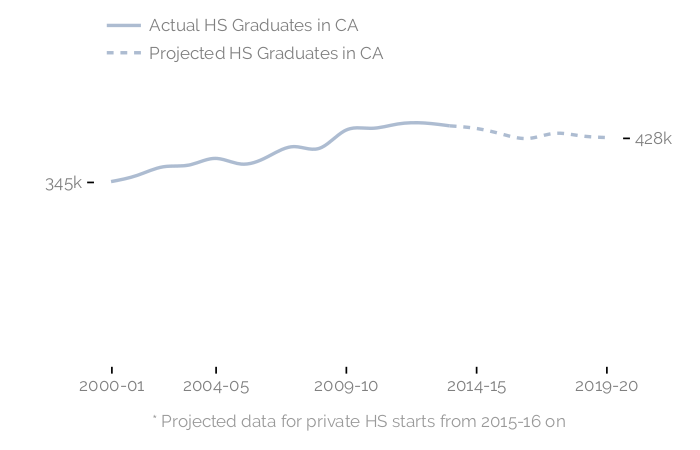 Actual HS Graduates in CA
Projected HS Graduates in CA
428k
345k
2000-01 2004-05 2009-10 2014-15 2019-20
* Projected data for private HS starts from 2015-16 on